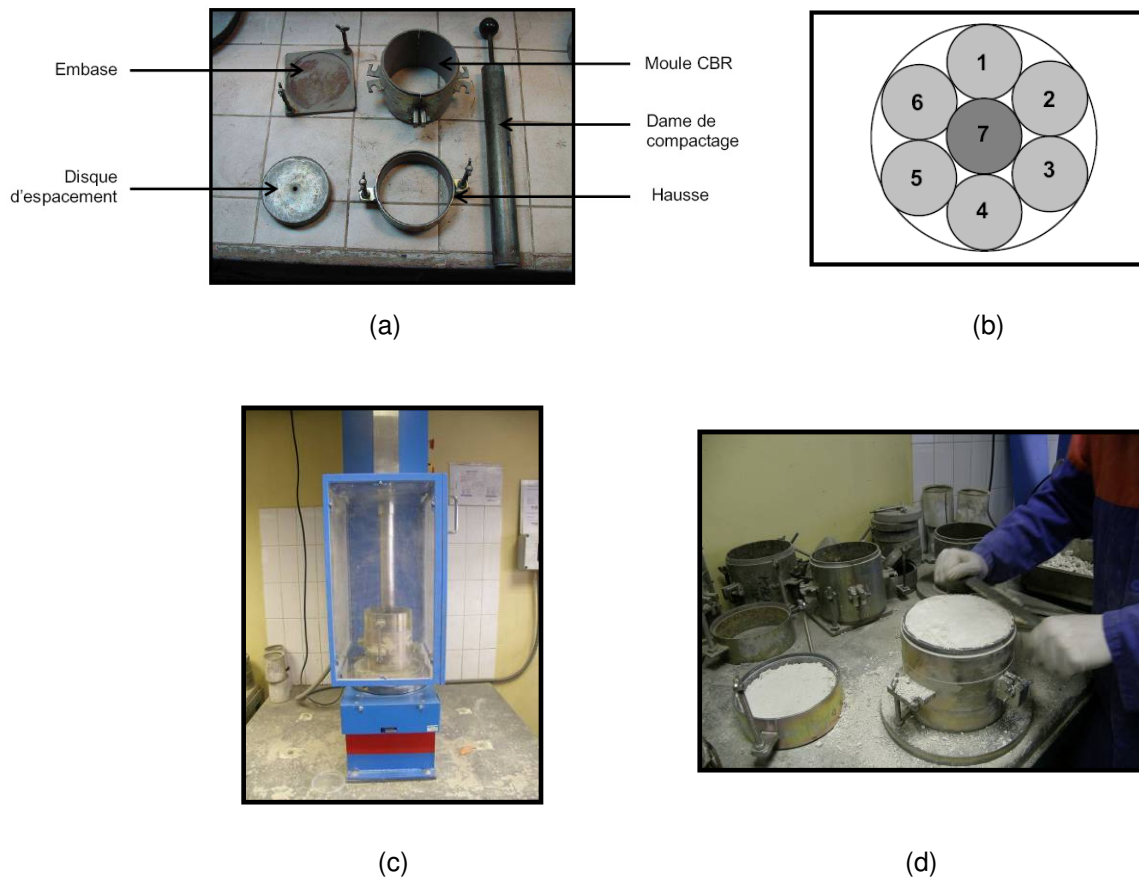 Embase
Disque
d'espacement
Moule CBR
Dame de
compactage
Hausse
1
2
3
4
5
6
7
(a)
(b)
(c)
(d)